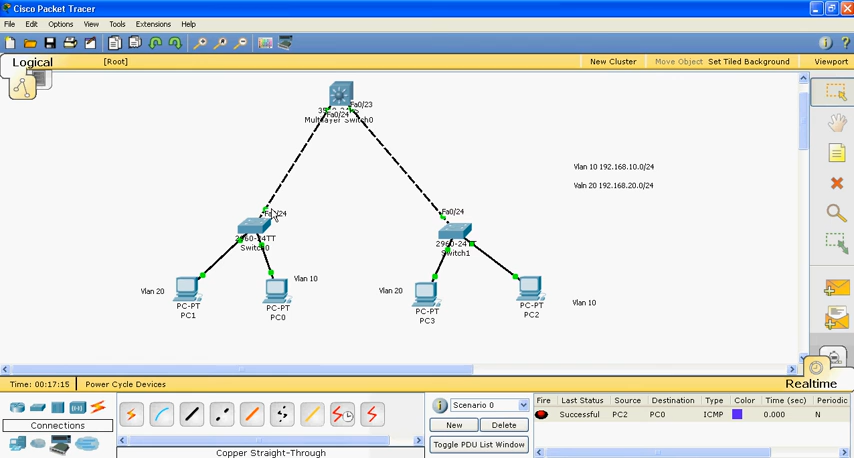 Cisco Packet Tracer
File Edit Options View Tools Extensions Help
Logical [Root] New Cluster Move Object Set Tiled Background Viewport
Fa0/23
Fa0/24
Multilayer Switch0
Vlan 10 192.168.10.0/24
Valn 20 192.168.20.0/24
Fa0/24
2960-24TT
Switch1
Vlan 20
PC-PT
PC1
Vlan 10
PC-PT
PC0
Vlan 20
PC-PT
PC3
PC-PT
PC2
Vlan 10
Time: 00:17:15 Power Cycle Devices Realtime
Connections
Copper Straight-Through
Scenario 0
New Delete
Toggle PDU List Window
Fire Last Status Source Destination Type Color Time (sec) Periodic
Successful PC2 PC0 ICMP 0.000 N